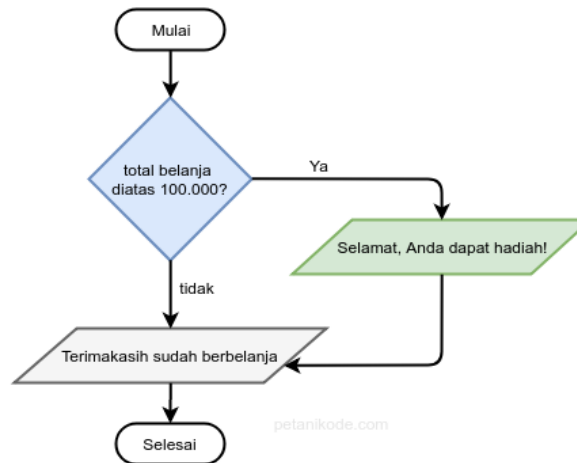 Mulai
total belanja
diatas 100.000?
Ya
Selamat, Anda dapat hadiah!
tidak
Terimakasih sudah berbelanja
petanikode.com
Selesai